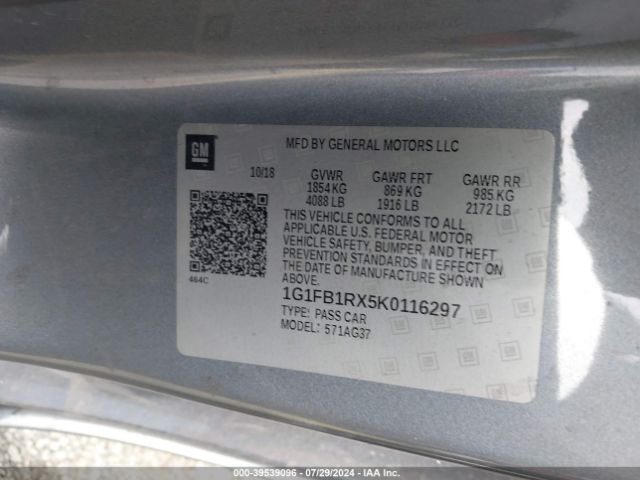 GM
MFD BY GENERAL MOTORS LLC
10/18 GVWR GAWR FRT GAWR RR
1854 KG 869 KG 985 KG
4088 LB 1916 LB 2172 LB
THIS VEHICLE CONFORMS TO ALL
APPLICABLE U.S. FEDERAL MOTOR
VEHICLE SAFETY, BUMPER, AND THEFT
PREVENTION STANDARDS IN EFFECT ON
THE DATE OF MANUFACTURE SHOWN
ABOVE.
464C
1G1FB1RX5K0116297
TYPE: PASS CAR
MODEL: 571AG37
000-39539096 - 07/29/2024 - IAA Inc.